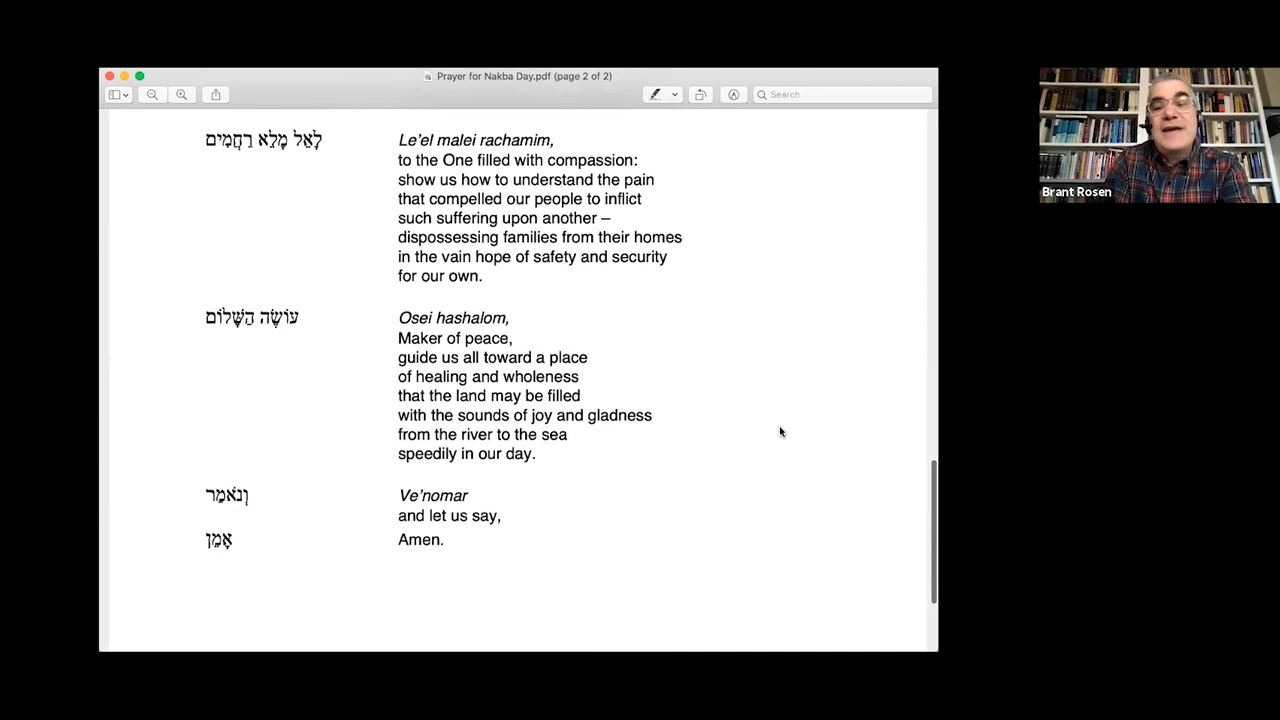 Prayer for Nakba Day.pdf (page 2 of 2)
Search
Brant Rosen
לָאֵל מָלֵא רַחֲמִים
Le'el malei rachamim,
to the One filled with compassion:
show us how to understand the pain
that compelled our people to inflict
such suffering upon another –
dispossessing families from their homes
in the vain hope of safety and security
for our own.
עוֹשֶׂה הַשָּׁלוֹם
Osei hashalom,
Maker of peace,
guide us all toward a place
of healing and wholeness
that the land may be filled
with the sounds of joy and gladness
from the river to the sea
speedily in our day.
וְנֹאמַר
Ve'nomar
and let us say,
אָמֵן
Amen.